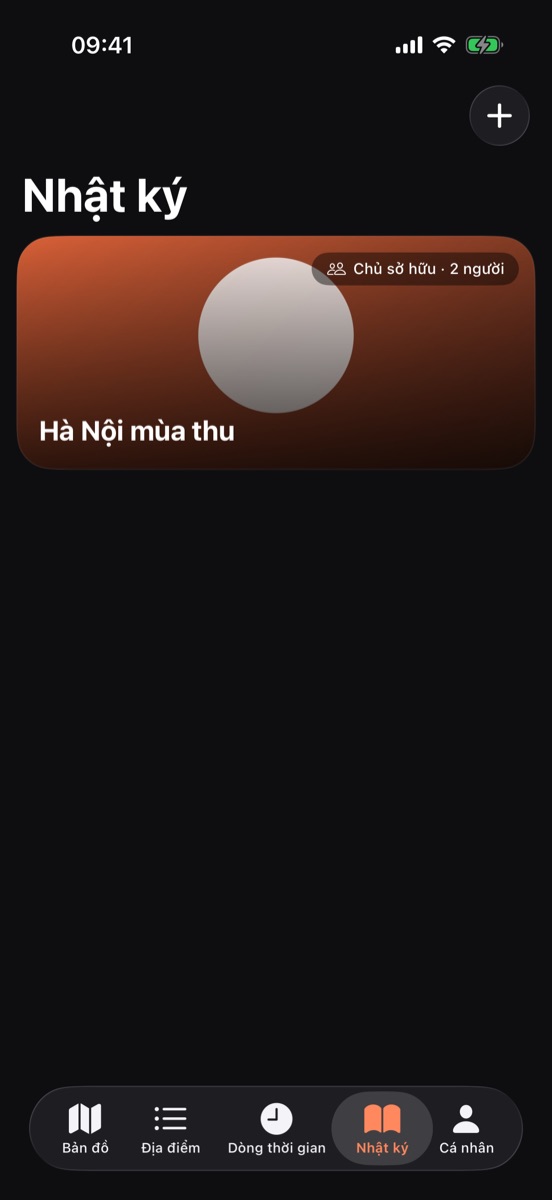 09:41
Nhật ký
Chủ sở hữu · 2 người
Hà Nội mùa thu
Bản đồ
Địa điểm
Dòng thời gian
Nhật ký
Cá nhân